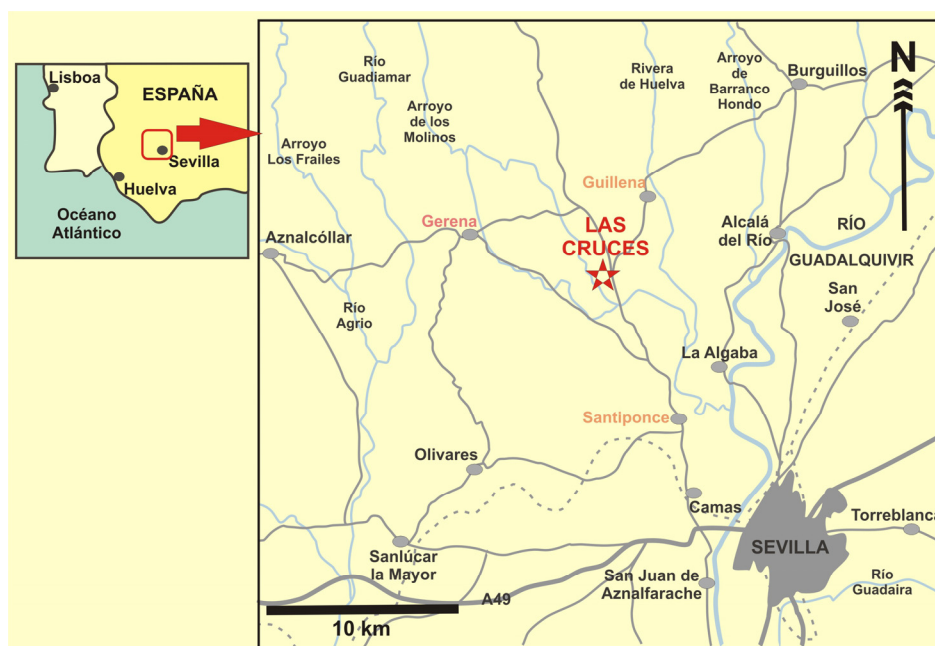 Lisboa
ESPAÑA
Sevilla
Huelva
Océano
Atlántico
Río
Guadiamar
Arroyo
de los
Molinos
Arroyo
Los Frailes
Rivera
de Huelva
Arroyo
de
Barranco
Hondo
Burguillos
N
Guillena
Gerena
LAS
CRUCES
Aznalcóllar
Alcalá
del Río
RÍO
GUADALQUIVIR
San
José
Río
Agrio
La Algaba
Santiponce
Olivares
Camas
Torreblanca
SEVILLA
Sanlúcar
la Mayor
San Juan de
Aznalfarache
Río
Guadaira
A49
10 km